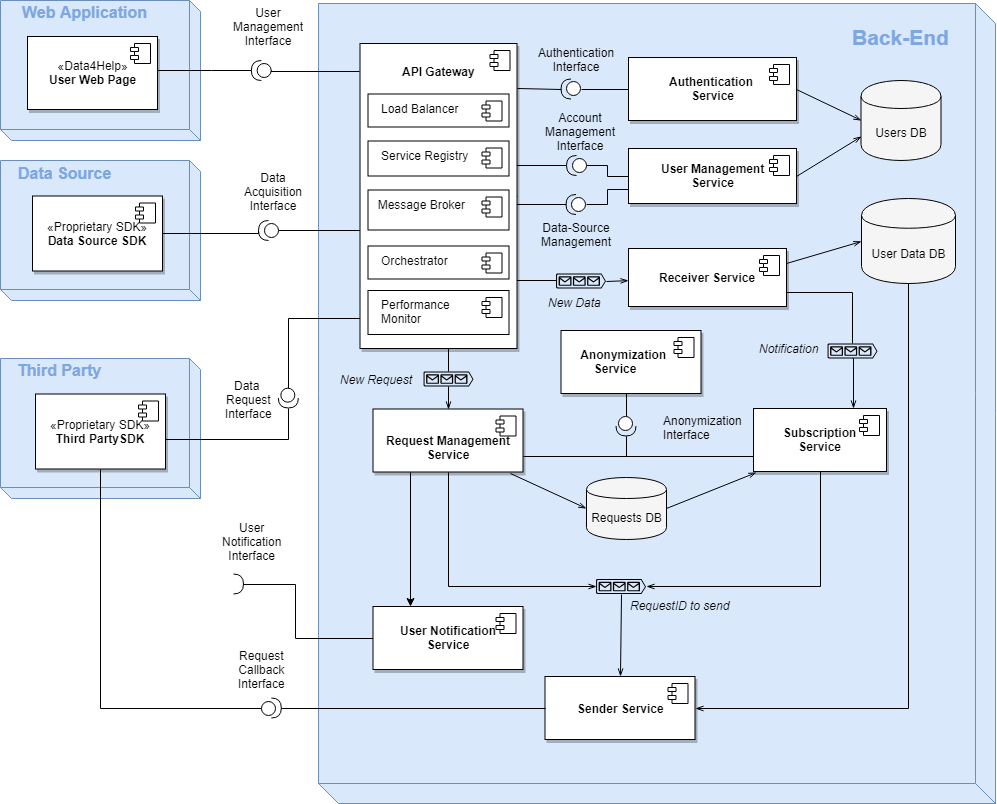 Web Application
«Data4Help»
User Web Page
User
Management
Interface
Data Source
«Proprietary SDK»
Data Source SDK
Data
Acquisition
Interface
Third Party
«Proprietary SDK»
Third PartySDK
Data
Request
Interface
User
Notification
Interface
Request
Callback
Interface
Back-End
API Gateway
Load Balancer
Service Registry
Message Broker
Orchestrator
Performance
Monitor
Authentication
Interface
Authentication
Service
Account
Management
Interface
User Management
Service
Data-Source
Management
Users DB
User Data DB
New Data
Receiver Service
Notification
New Request
Anonymization
Service
Anonymization
Interface
Request Management
Service
Subscription
Service
Requests DB
RequestID to send
User Notification
Service
Sender Service